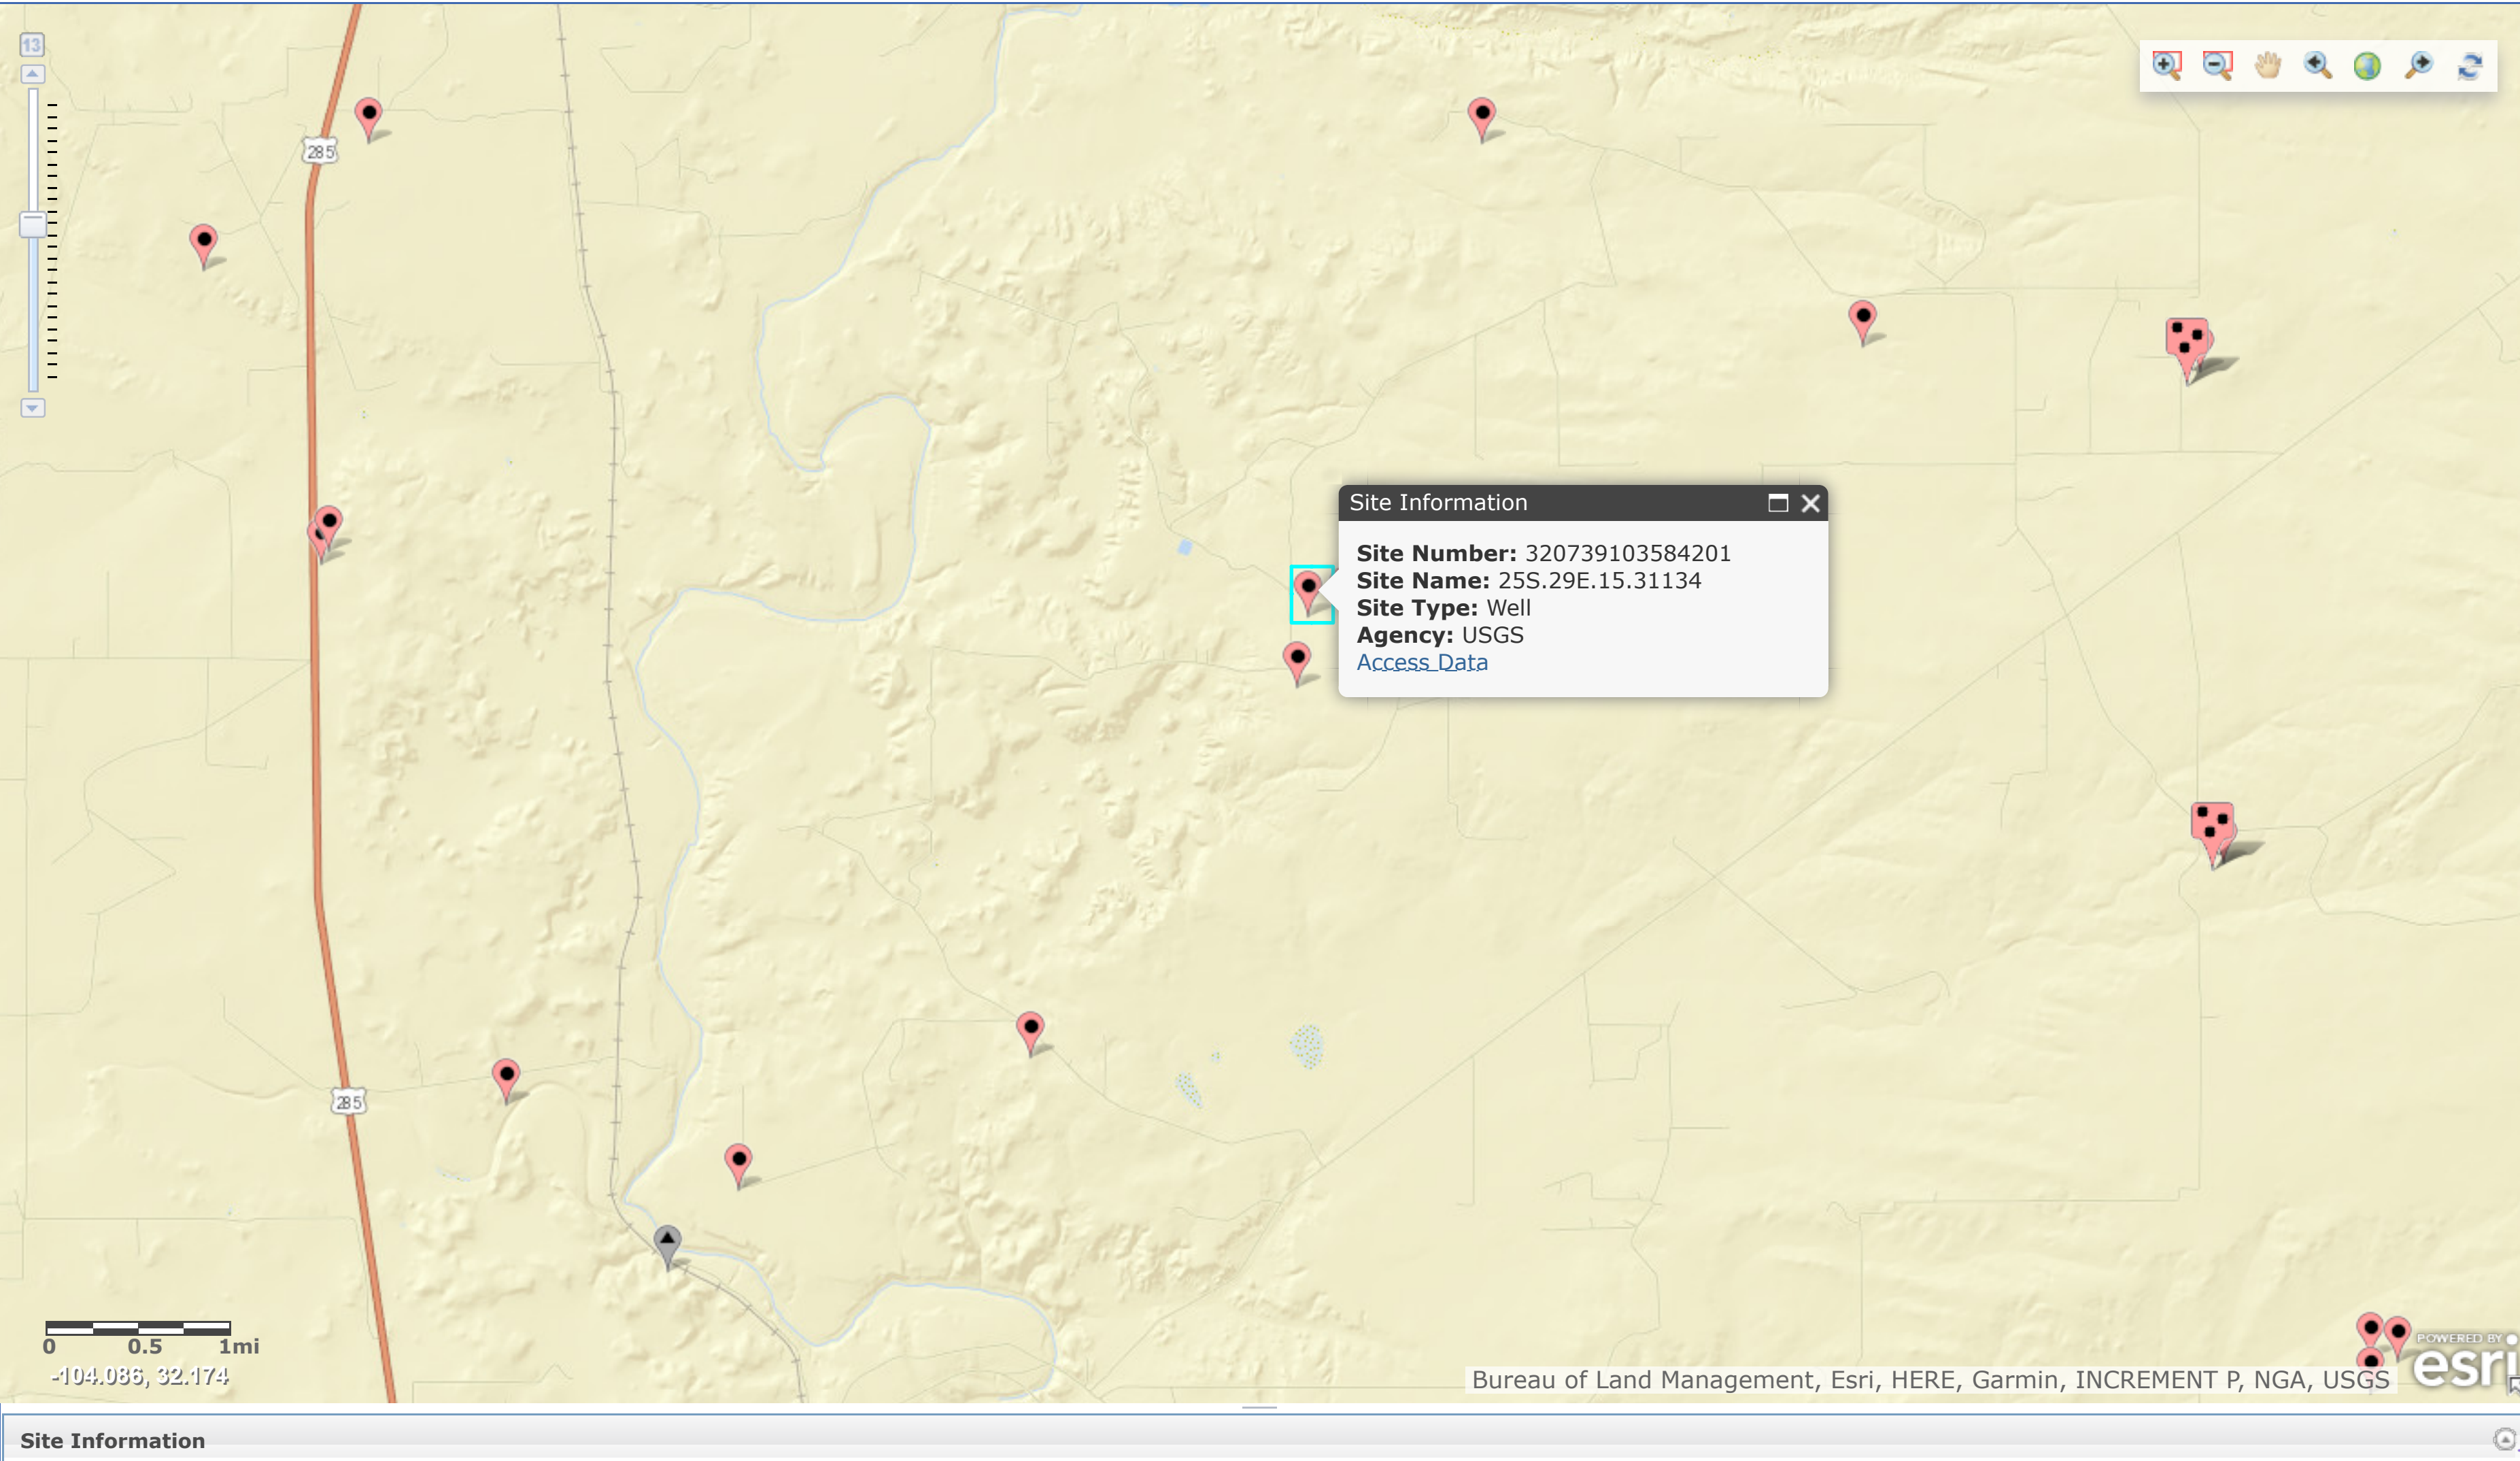 13
285
Site Information
Site Number: 320739103584201
Site Name: 25S.29E.15.31134
Site Type: Well
Agency: USGS
Access Data
285
0 0.5 1mi
-104.086, 32.174
POWERED BY
esri
Bureau of Land Management, Esri, HERE, Garmin, INCREMENT P, NGA, USGS
Site Information